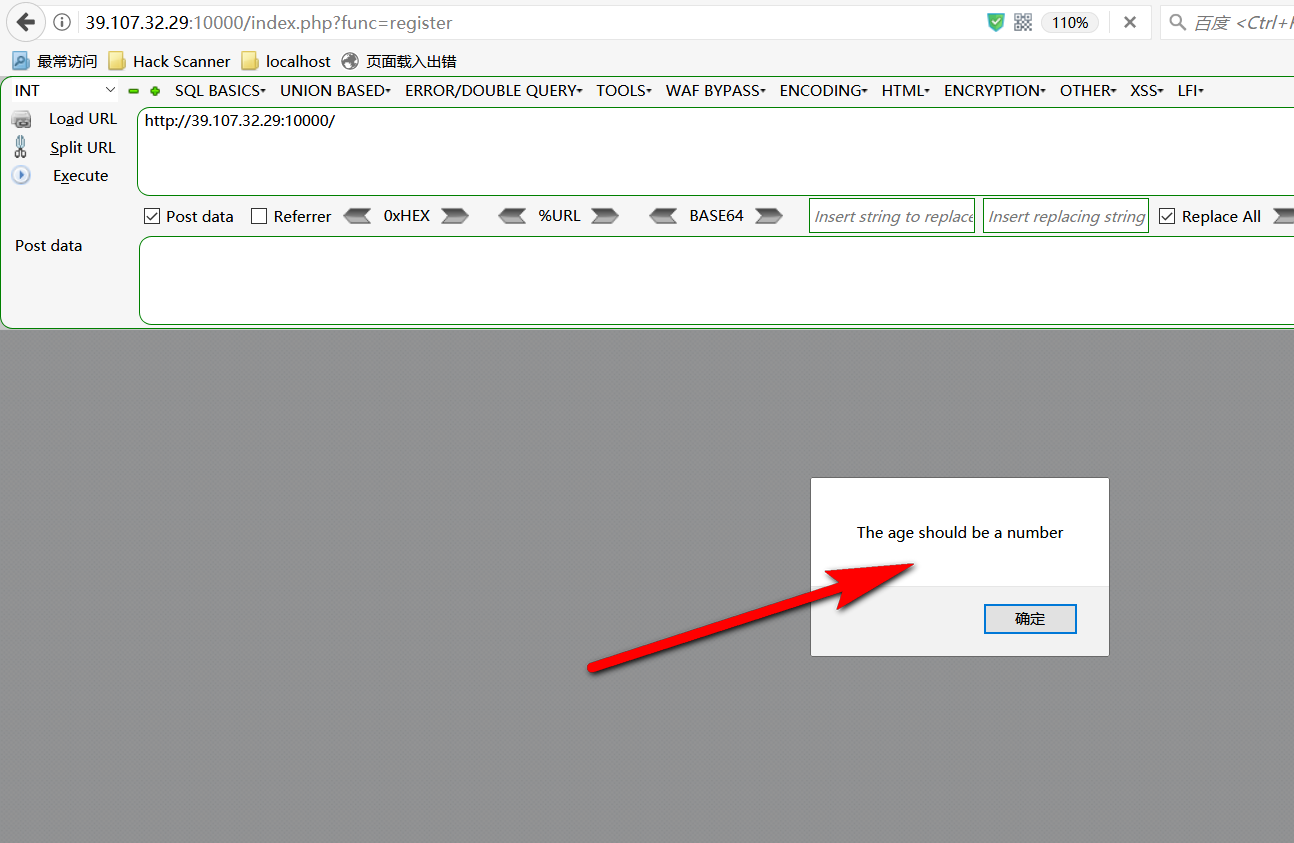 39.107.32.29:10000/index.php?func=register 110% 百度 <Ctrl+
最常访问 Hack Scanner localhost 页面载入出错
INT SQL BASICS UNION BASED ERROR/DOUBLE QUERY TOOLS WAF BYPASS ENCODING HTML ENCRYPTION OTHER XSS LFI
Load URL http://39.107.32.29:10000/
Split URL
Execute
Post data Referrer 0xHEX %URL BASE64 Insert string to replace Insert replacing string Replace All
Post data
The age should be a number
确定